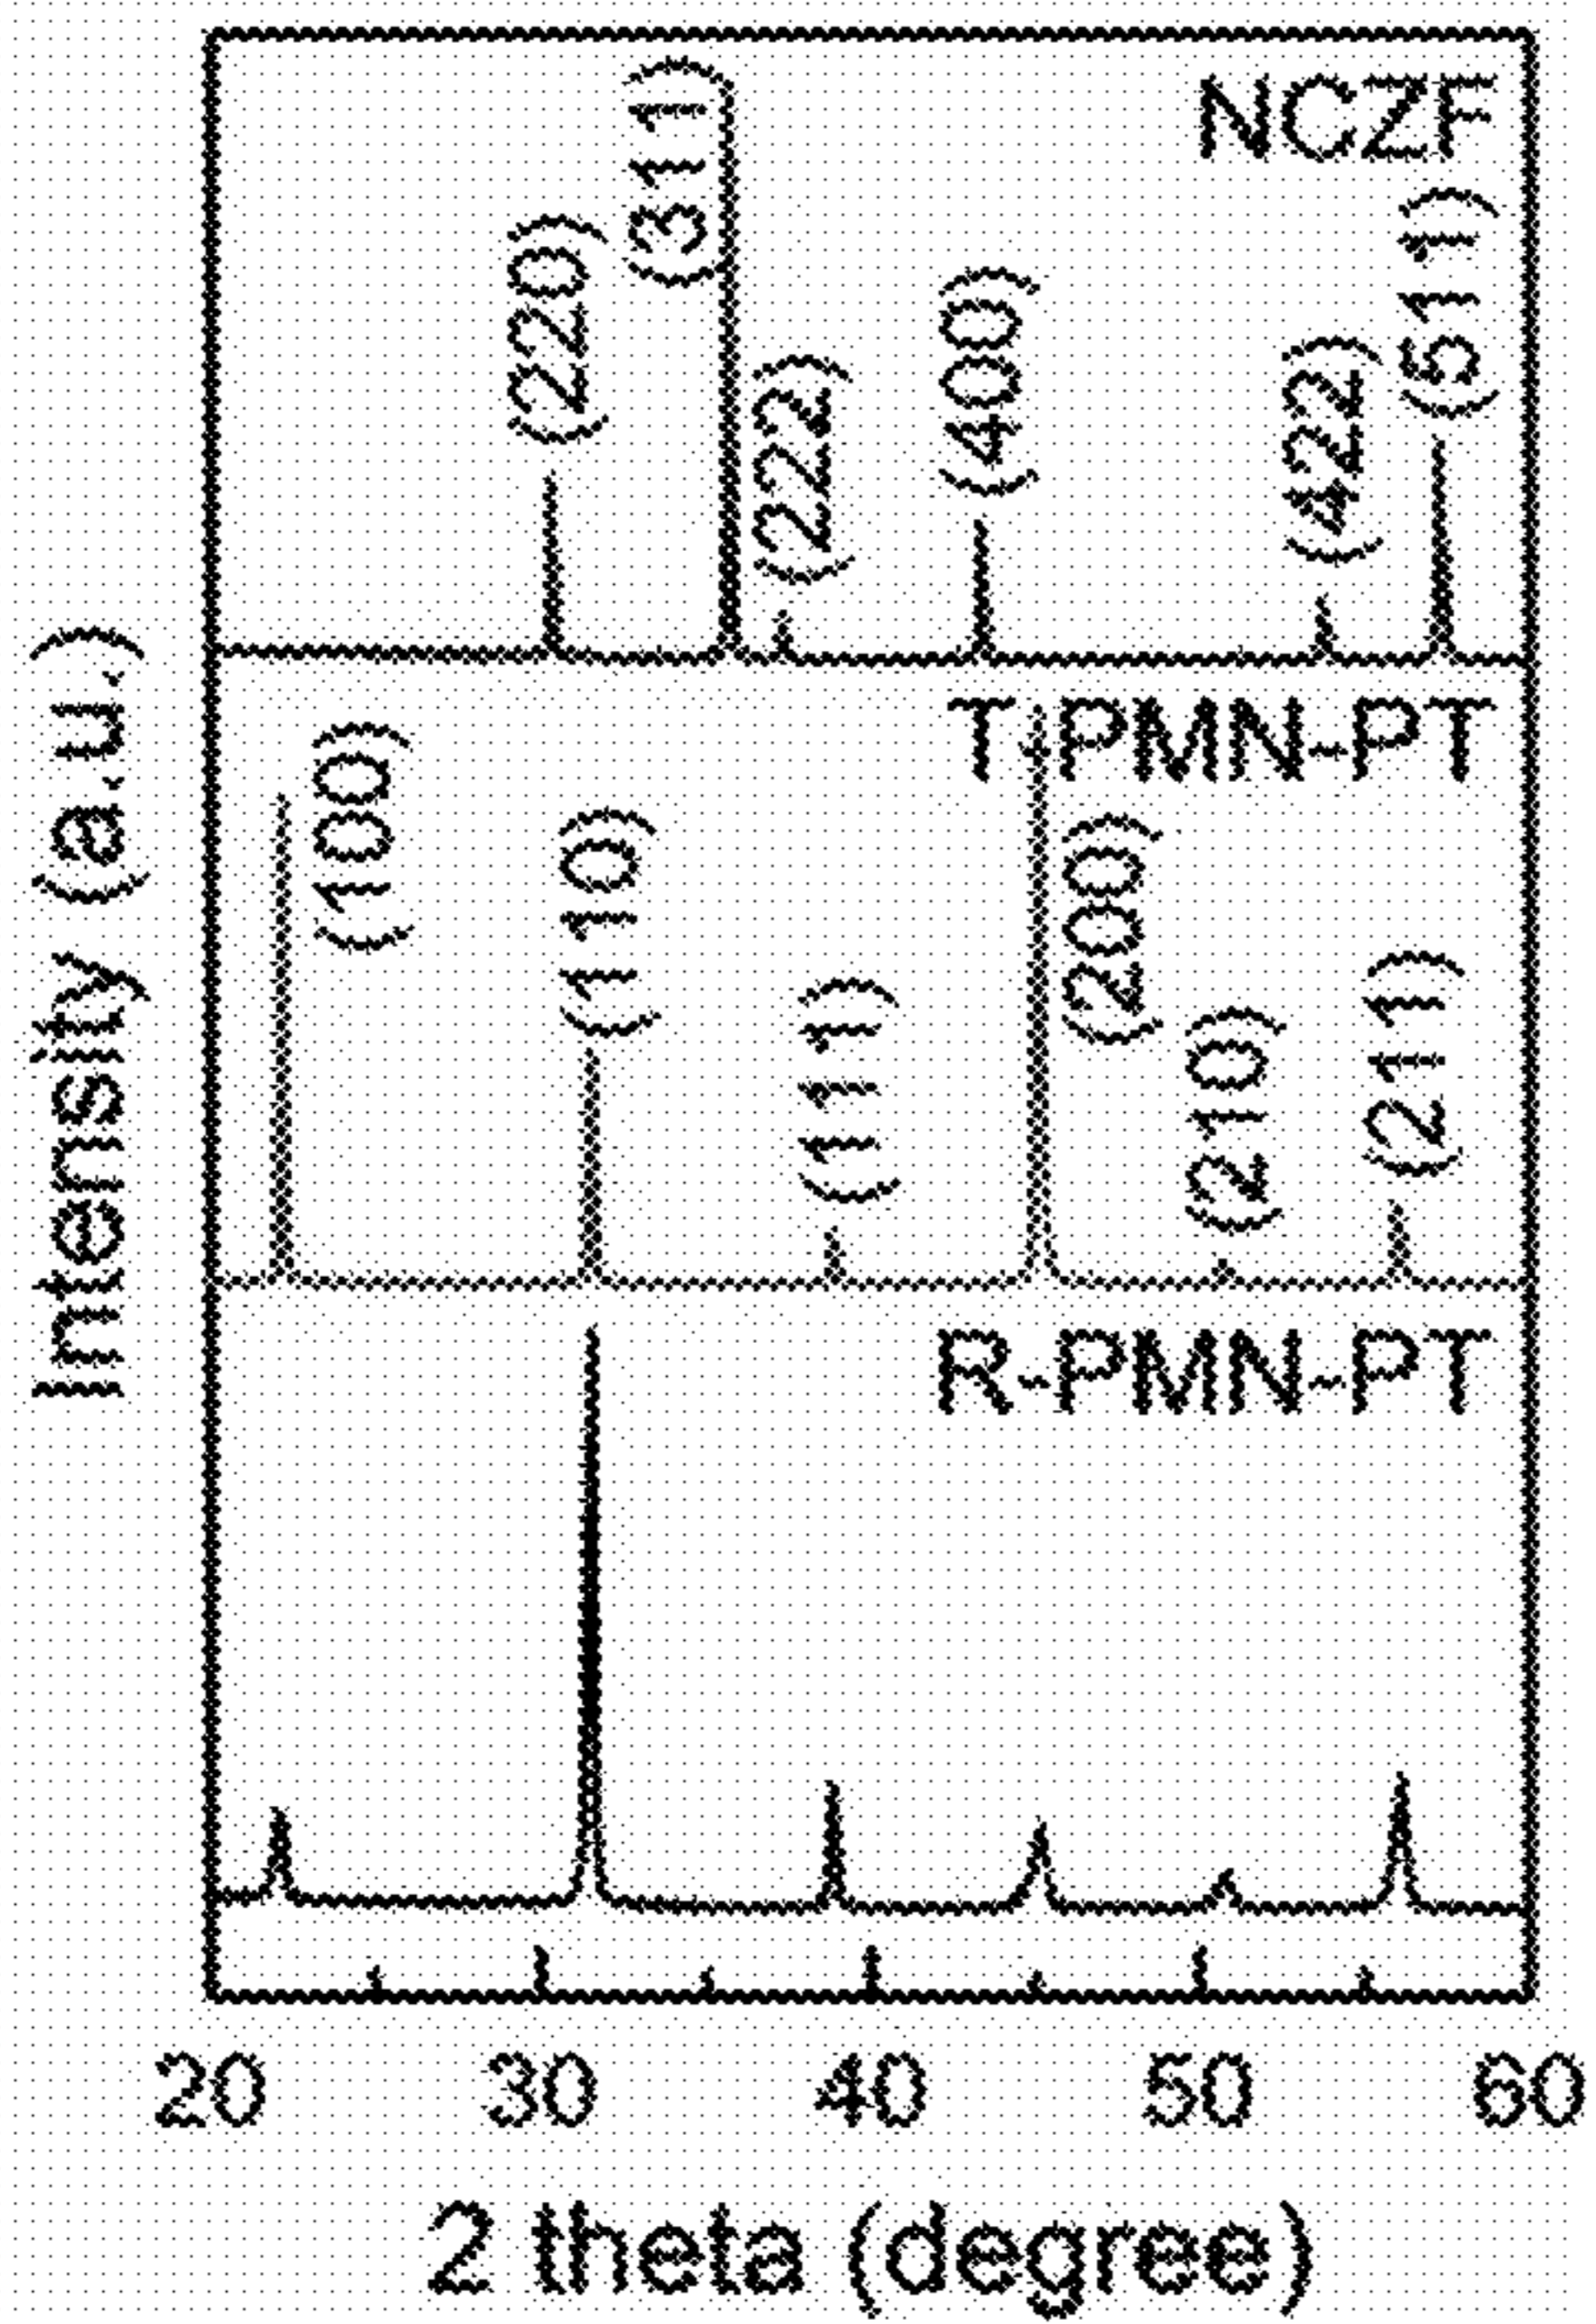 NCZF
(220)
(311)
(222)
(400)
(422)
(511)
T-PMN-PT
(100)
(110)
(111)
(200)
(210)
(211)
R-PMN-PT
Intensity (a.u.)
20 30 40 50 60
2 theta (degree)